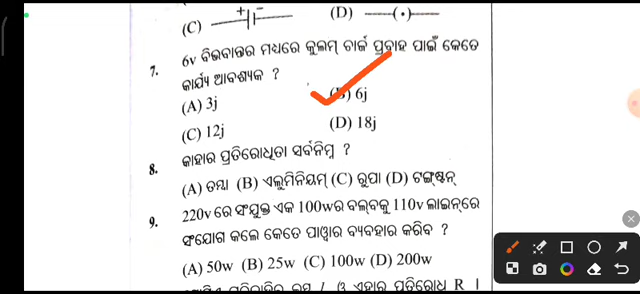 (C) (D)
7. 6v ବିଭବାନ୍ତର ମଧ୍ୟରେ କୁଲମ୍ ଚାର୍ଜ ପ୍ରବାହ ପାଇଁ କେତେ
କାର୍ଯ୍ୟ ଆବଶ୍ୟକ ?
(A) 3j (B) 6j
(C) 12j (D) 18j
8. କାହାର ପ୍ରତିରୋଧିତା ସର୍ବନିମ୍ନ ?
(A) ତମ୍ବା (B) ଏଲୁମିନିୟମ୍ (C) ରୂପା (D) ଟଙ୍ଗଷ୍ଟନ୍
9. 220v ରେ ସଂଯୁକ୍ତ ଏକ 100wର ବଲ୍‌ବକୁ 110v ଲାଇନ୍‌ରେ
ସଂଯୋଗ କଲେ କେତେ ପାୱାର ବ୍ୟବହାର କରିବ ?
(A) 50w (B) 25w (C) 100w (D) 200w
ଏହାର ପ୍ରତିରୋଧ R ।